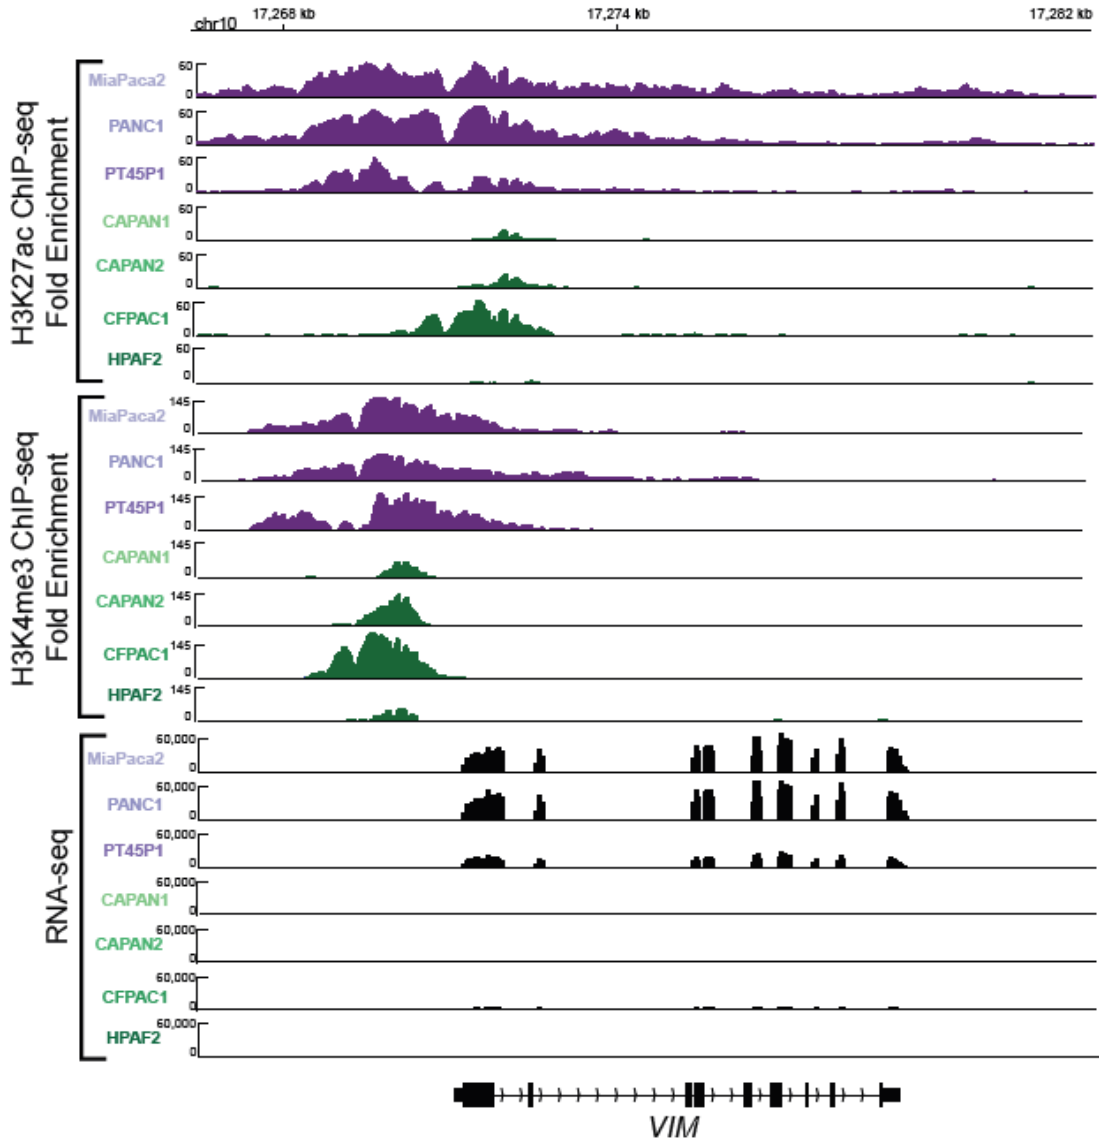 17,268 kb 17,274 kb 17,282 kb
chr10
H3K27ac ChIP-seq
Fold Enrichment
MiaPaca2 60 0
PANC1 60 0
PT45P1 60 0
CAPAN1 60 0
CAPAN2 60 0
CFPAC1 60 0
HPAF2 60 0
H3K4me3 ChIP-seq
Fold Enrichment
MiaPaca2 145 0
PANC1 145 0
PT45P1 145 0
CAPAN1 145 0
CAPAN2 145 0
CFPAC1 145 0
HPAF2 145 0
RNA-seq
MiaPaca2 60,000 0
PANC1 60,000 0
PT45P1 60,000 0
CAPAN1 60,000 0
CAPAN2 60,000 0
CFPAC1 60,000 0
HPAF2 60,000 0
VIM